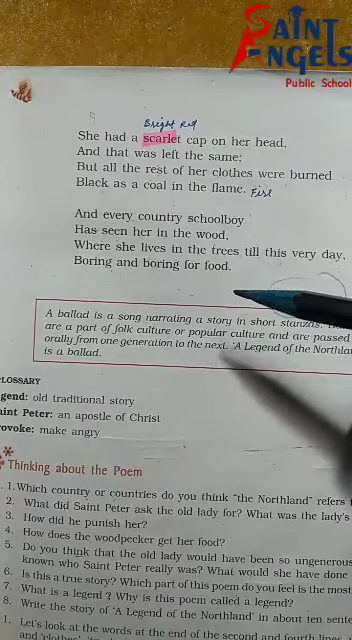 SAINT
ANGELS
Public School
Bright Red
She had a scarlet cap on her head,
And that was left the same;
But all the rest of her clothes were burned
Black as a coal in the flame. Fire
And every country schoolboy
Has seen her in the wood,
Where she lives in the trees till this very day,
Boring and boring for food.
A ballad is a song narrating a story in short stanzas.
are a part of folk culture or popular culture and are passed
orally from one generation to the next. 'A Legend of the Northla
is a ballad.
LOSSARY
gend: old traditional story
aint Peter: an apostle of Christ
rovoke: make angry
Thinking about the Poem
1. Which country or countries do you think "the Northland" refers
2. What did Saint Peter ask the old lady for? What was the lady's
3. How did he punish her?
4. How does the woodpecker get her food?
5. Do you think that the old lady would have been so ungenerous
known who Saint Peter really was? What would she have done
6. Is this a true story? Which part of this poem do you feel is the most
7. What is a legend? Why is this poem called a legend?
8. Write the story of 'A Legend of the Northland' in about ten sente
1. Let's look at the words at the end of the second and fourth lines